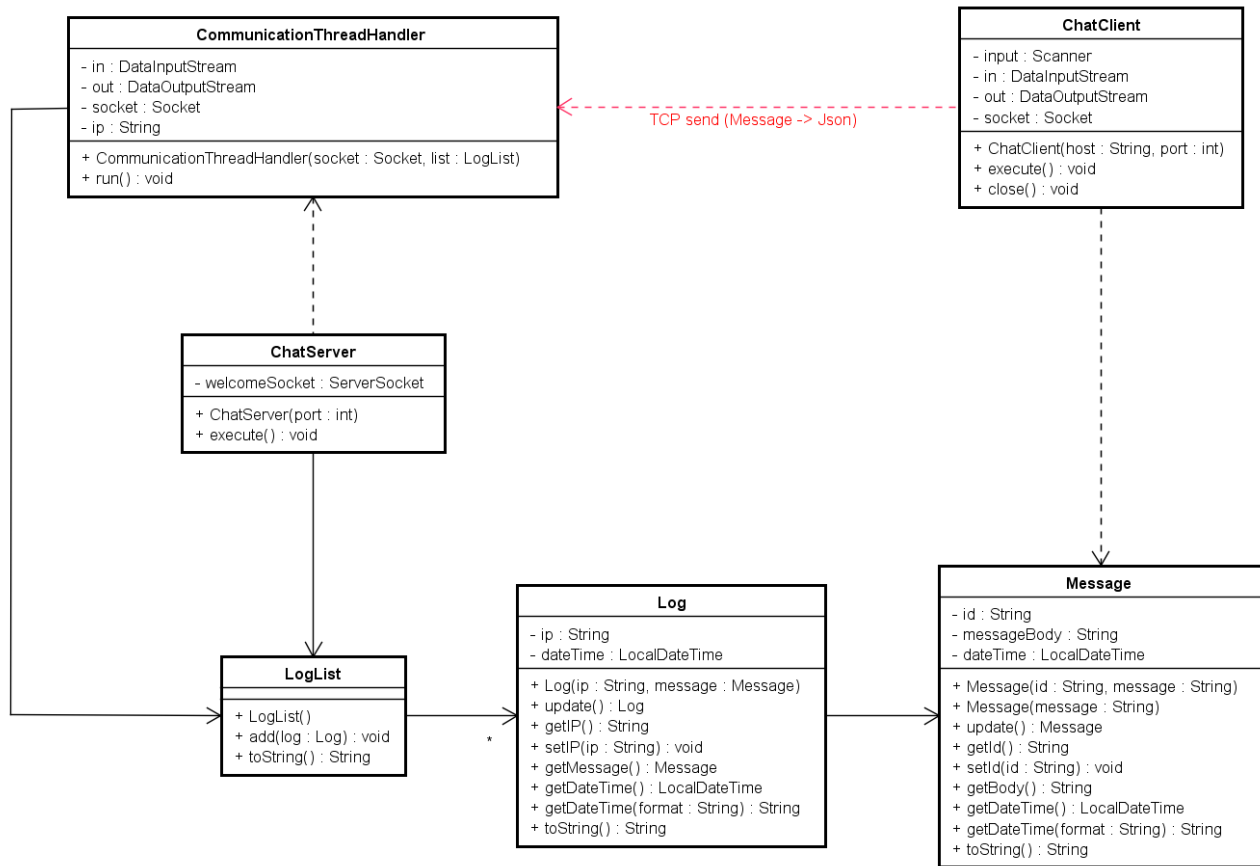 CommunicationThreadHandler
- in : DataInputStream
- out : DataOutputStream
- socket : Socket
- ip : String
+ CommunicationThreadHandler(socket : Socket, list : LogList)
+ run() : void
TCP send (Message -> Json)
ChatClient
- input : Scanner
- in : DataInputStream
- out : DataOutputStream
- socket : Socket
+ ChatClient(host : String, port : int)
+ execute() : void
+ close() : void
ChatServer
- welcomeSocket : ServerSocket
+ ChatServer(port : int)
+ execute() : void
LogList
+ LogList()
+ add(log : Log) : void
+ toString() : String
*
Log
- ip : String
- dateTime : LocalDateTime
+ Log(ip : String, message : Message)
+ update() : Log
+ getIP() : String
+ setIP(ip : String) : void
+ getMessage() : Message
+ getDateTime() : LocalDateTime
+ getDateTime(format : String) : String
+ toString() : String
Message
- id : String
- messageBody : String
- dateTime : LocalDateTime
+ Message(id : String, message : String)
+ Message(message : String)
+ update() : Message
+ getId() : String
+ setId(id : String) : void
+ getBody() : String
+ getDateTime() : LocalDateTime
+ getDateTime(format : String) : String
+ toString() : String